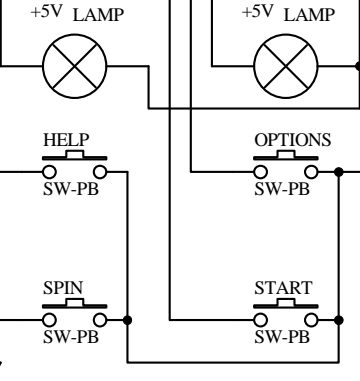 +5V LAMP
+5V LAMP
HELP
OPTIONS
SW-PB
SW-PB
SPIN
START
SW-PB
SW-PB